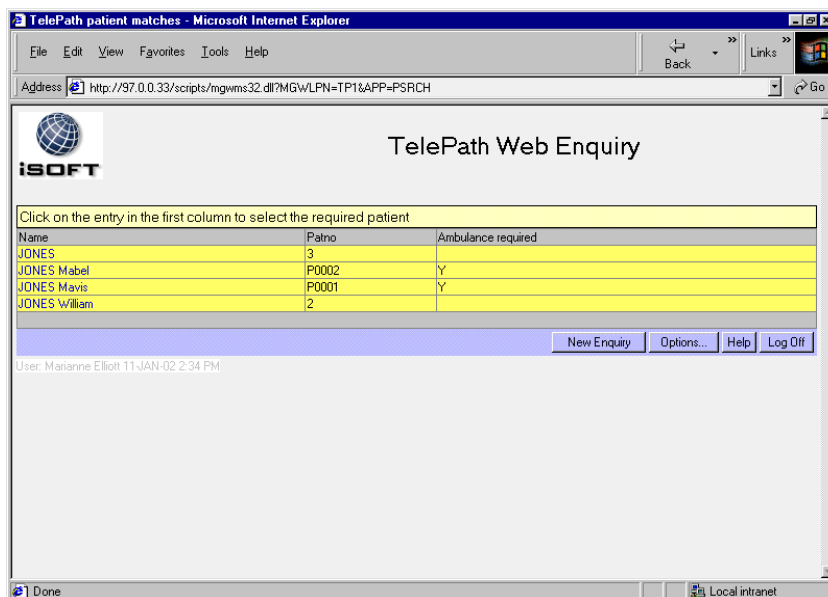 TelePath patient matches - Microsoft Internet Explorer
File Edit View Favorites Tools Help
Back
»
Links
»
Address http://97.0.0.33/scripts/mgwms32.dll?MGWLPN=TP1&APP=PSRCH
Go
iSOFT
TelePath Web Enquiry
Click on the entry in the first column to select the required patient
Name Patno Ambulance required
JONES 3
JONES Mabel P0002 Y
JONES Mavis P0001 Y
JONES William 2
New Enquiry Options... Help Log Off
User: Marianne Elliott 11-JAN-02 2:34 PM
Done Local intranet